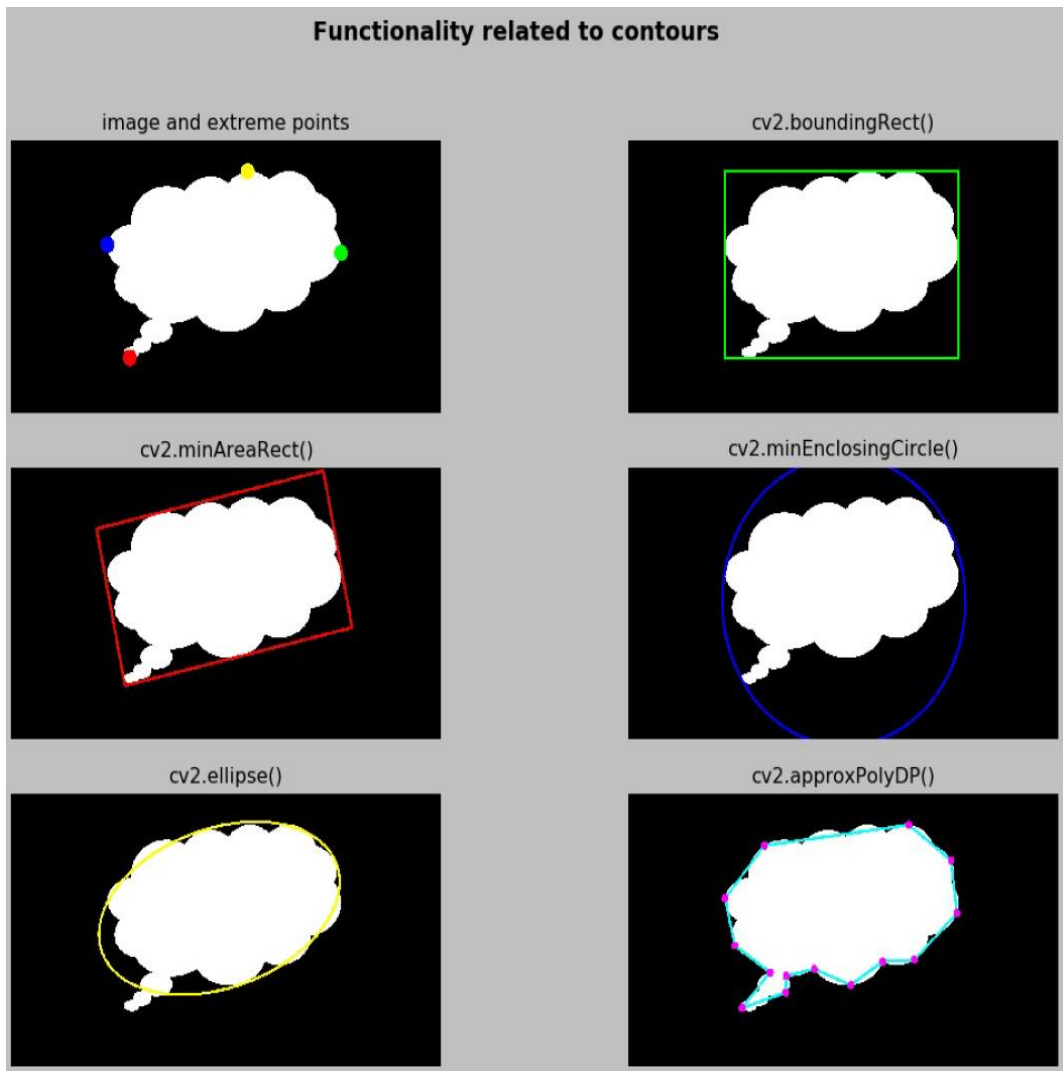 Functionality related to contours
image and extreme points
cv2.boundingRect()
cv2.minAreaRect()
cv2.minEnclosingCircle()
cv2.ellipse()
cv2.approxPolyDP()